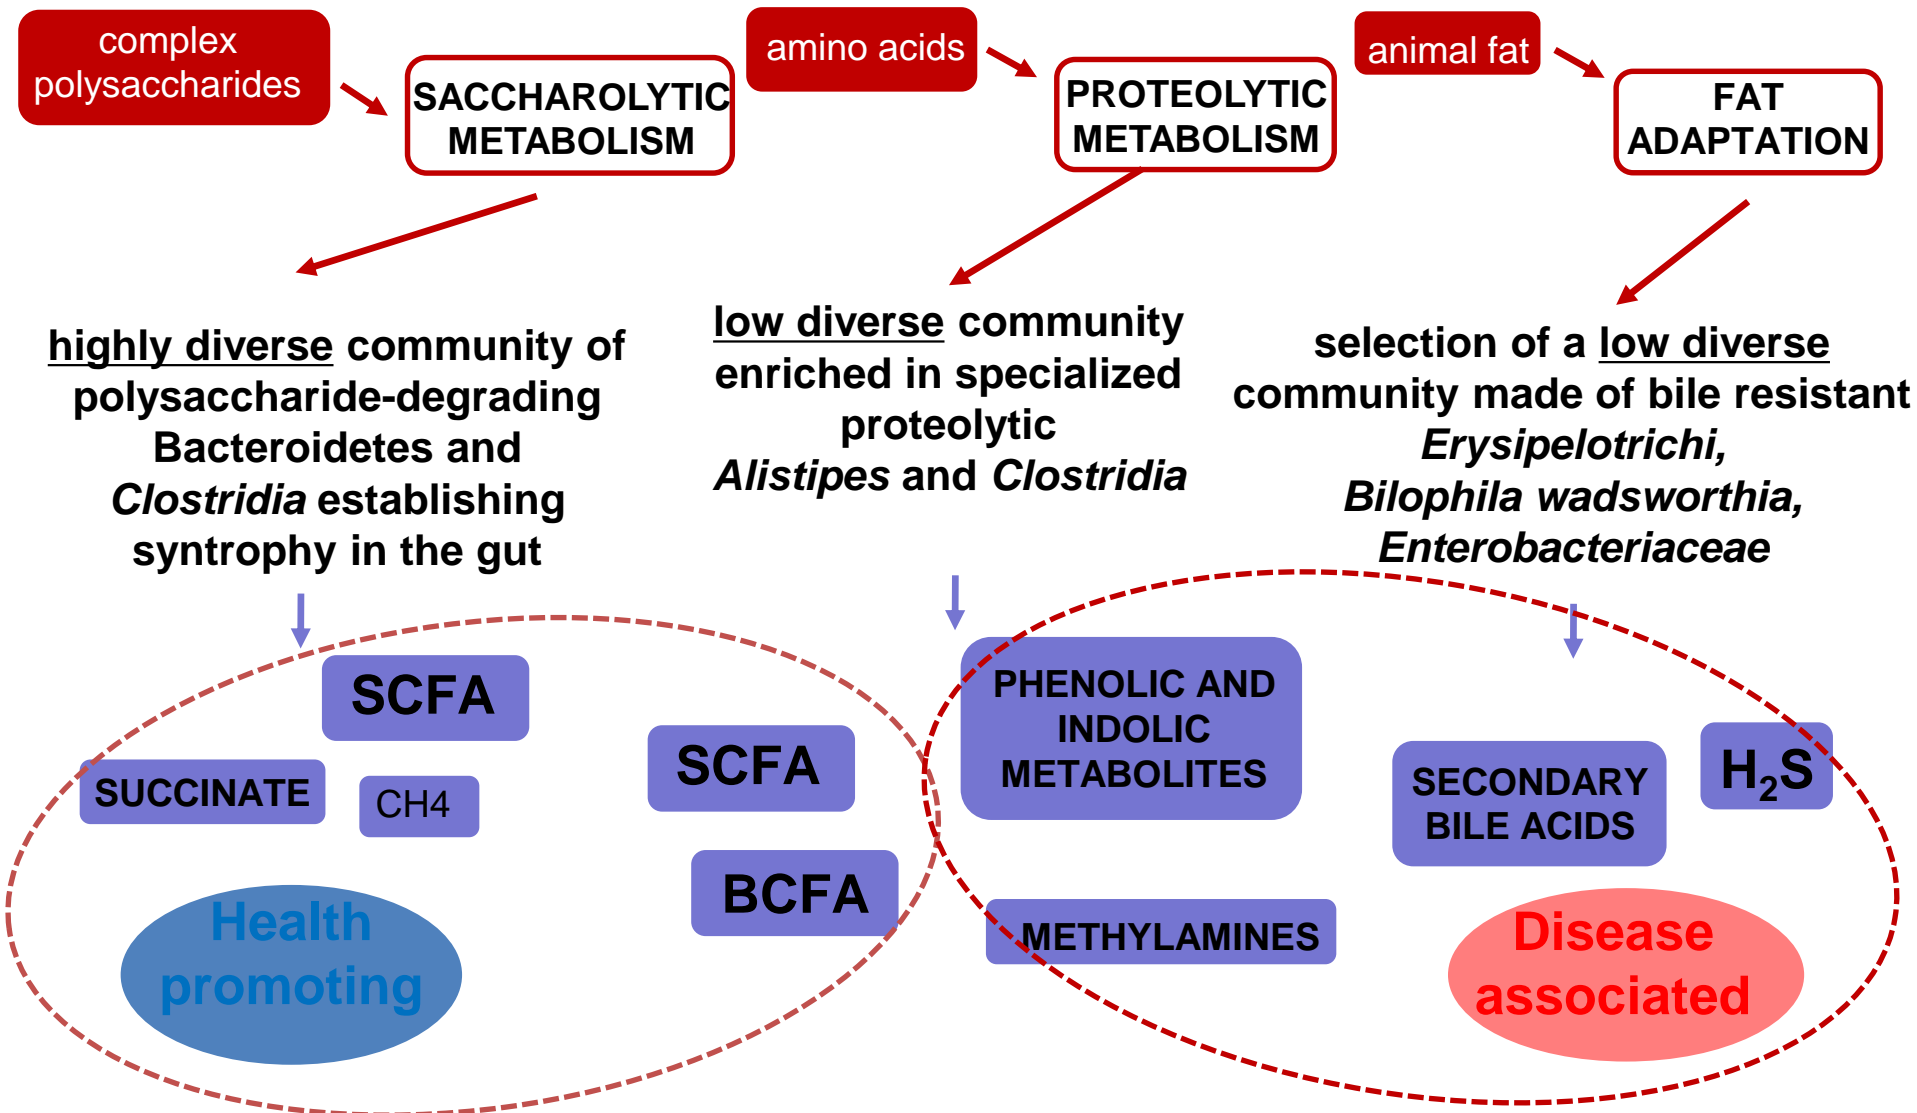 complex
polysaccharides
SACCHAROLYTIC
METABOLISM
amino acids
PROTEOLYTIC
METABOLISM
animal fat
FAT
ADAPTATION
highly diverse community of
polysaccharide-degrading
Bacteroidetes and
Clostridia establishing
syntrophy in the gut
low diverse community
enriched in specialized
proteolytic
Alistipes and Clostridia
selection of a low diverse
community made of bile resistant
Erysipelotrichi,
Bilophila wadsworthia,
Enterobacteriaceae
SCFA
SUCCINATE
CH4
SCFA
BCFA
Health
promoting
PHENOLIC AND
INDOLIC
METABOLITES
METHYLAMINES
SECONDARY
BILE ACIDS
H₂S
Disease
associated